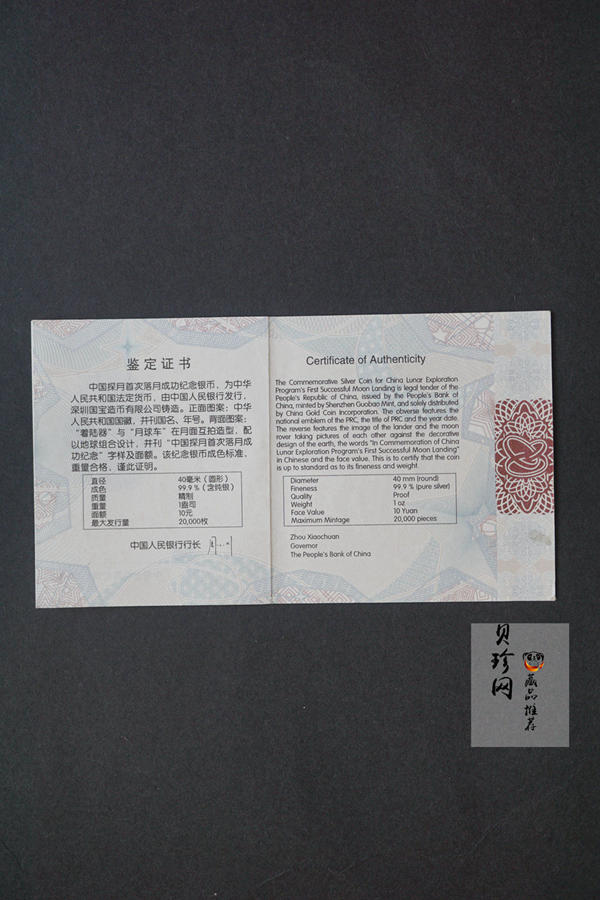 鉴定证书
中国探月首次落月成功纪念银币，为中华
人民共和国法定货币，由中国人民银行发行，
深圳国宝造币有限公司铸造。正面图案：中华
人民共和国国徽，并刊国名、年号。背面图案：
“着陆器”与“月球车”在月面互拍造型，配
以地球组合设计，并刊“中国探月首次落月成
功纪念”字样及面额。该纪念银币成色标准，
重量合格，谨此证明。
直径 40毫米（圆形）
成色 99.9%（含纯银）
质量 精制
重量 1盎司
面额 10元
最大发行量 20,000枚
中国人民银行行长
Certificate of Authenticity
The Commemorative Silver Coin for China Lunar Exploration
Program's First Successful Moon Landing is legal tender of the
People's Republic of China, issued by the People's Bank of
China, minted by Shenzhen Guobao Mint, and solely distributed
by China Gold Coin Incorporation. The obverse features the
national emblem of the PRC, the title of PRC and the year date.
The reverse features the image of the lander and the moon
rover taking pictures of each other against the decorative
design of the earth, the words "In Commemoration of China
Lunar Exploration Program's First Successful Moon Landing"
in Chinese and the face value. This is to certify that the coin
is up to standard as to its fineness and weight.
Diameter 40 mm (round)
Fineness 99.9 % (pure silver)
Quality Proof
Weight 1 oz
Face Value 10 Yuan
Maximum Mintage 20,000 pieces
Zhou Xiaochuan
Governor
The People's Bank of China
贝珍网
藏品推荐